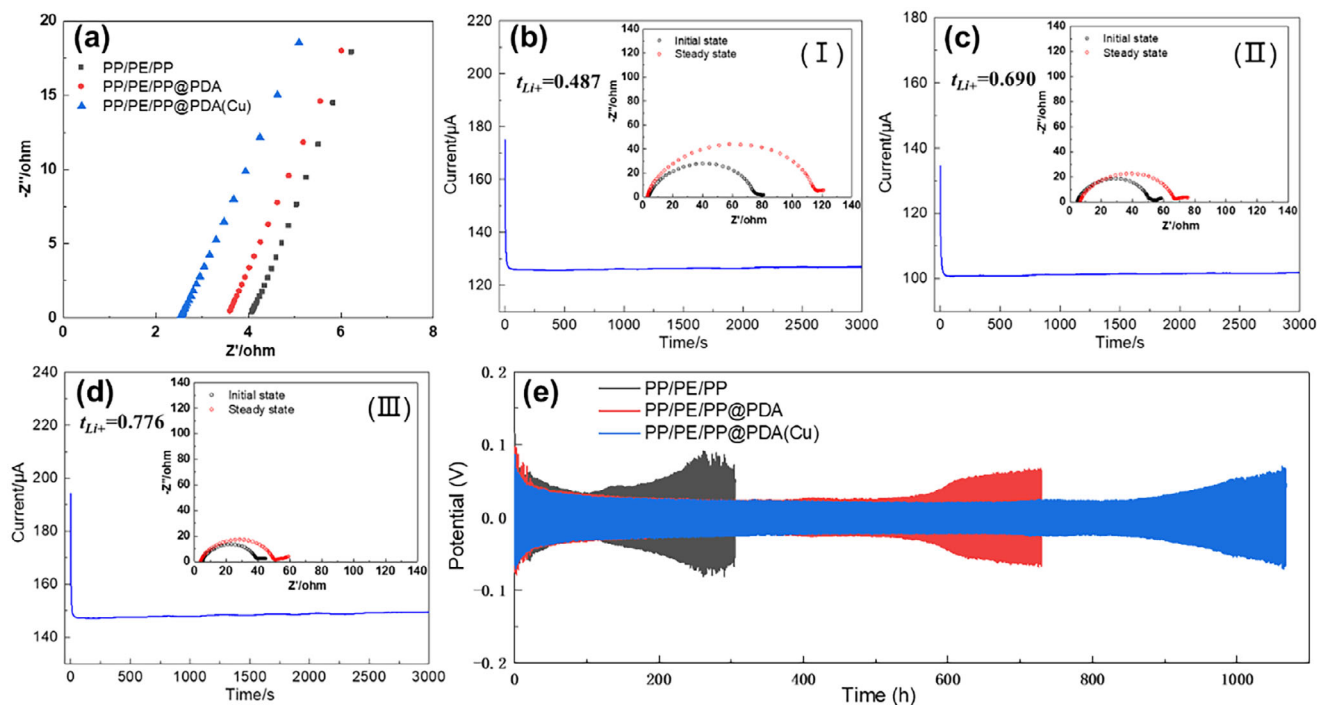 (a)
PP/PE/PP
PP/PE/PP@PDA
PP/PE/PP@PDA(Cu)
-Z''/ohm
20
15
10
5
0
0 2 4 6 8
Z'/ohm
(b)
(Ⅰ)
t_{Li+}=0.487
Initial state
Steady state
-Z''/ohm
140
120
100
80
60
40
20
0
0 20 40 60 80 100 120 140
Z'/ohm
Current/μA
220
200
180
160
140
120
0 500 1000 1500 2000 2500 3000
Time/s
(c)
(Ⅱ)
t_{Li+}=0.690
Initial state
Steady state
-Z''/ohm
140
120
100
80
60
40
20
0
0 20 40 60 80 100 120 140
Z'/ohm
Current/μA
180
160
140
120
100
0 500 1000 1500 2000 2500 3000
Time/s
(d)
(Ⅲ)
t_{Li+}=0.776
Initial state
Steady state
-Z''/ohm
140
120
100
80
60
40
20
0
0 20 40 60 80 100 120 140
Z'/ohm
Current/μA
240
220
200
180
160
140
0 500 1000 1500 2000 2500 3000
Time/s
(e)
PP/PE/PP
PP/PE/PP@PDA
PP/PE/PP@PDA(Cu)
Potential (V)
0.2
0.1
0.0
-0.1
-0.2
0 200 400 600 800 1000
Time (h)